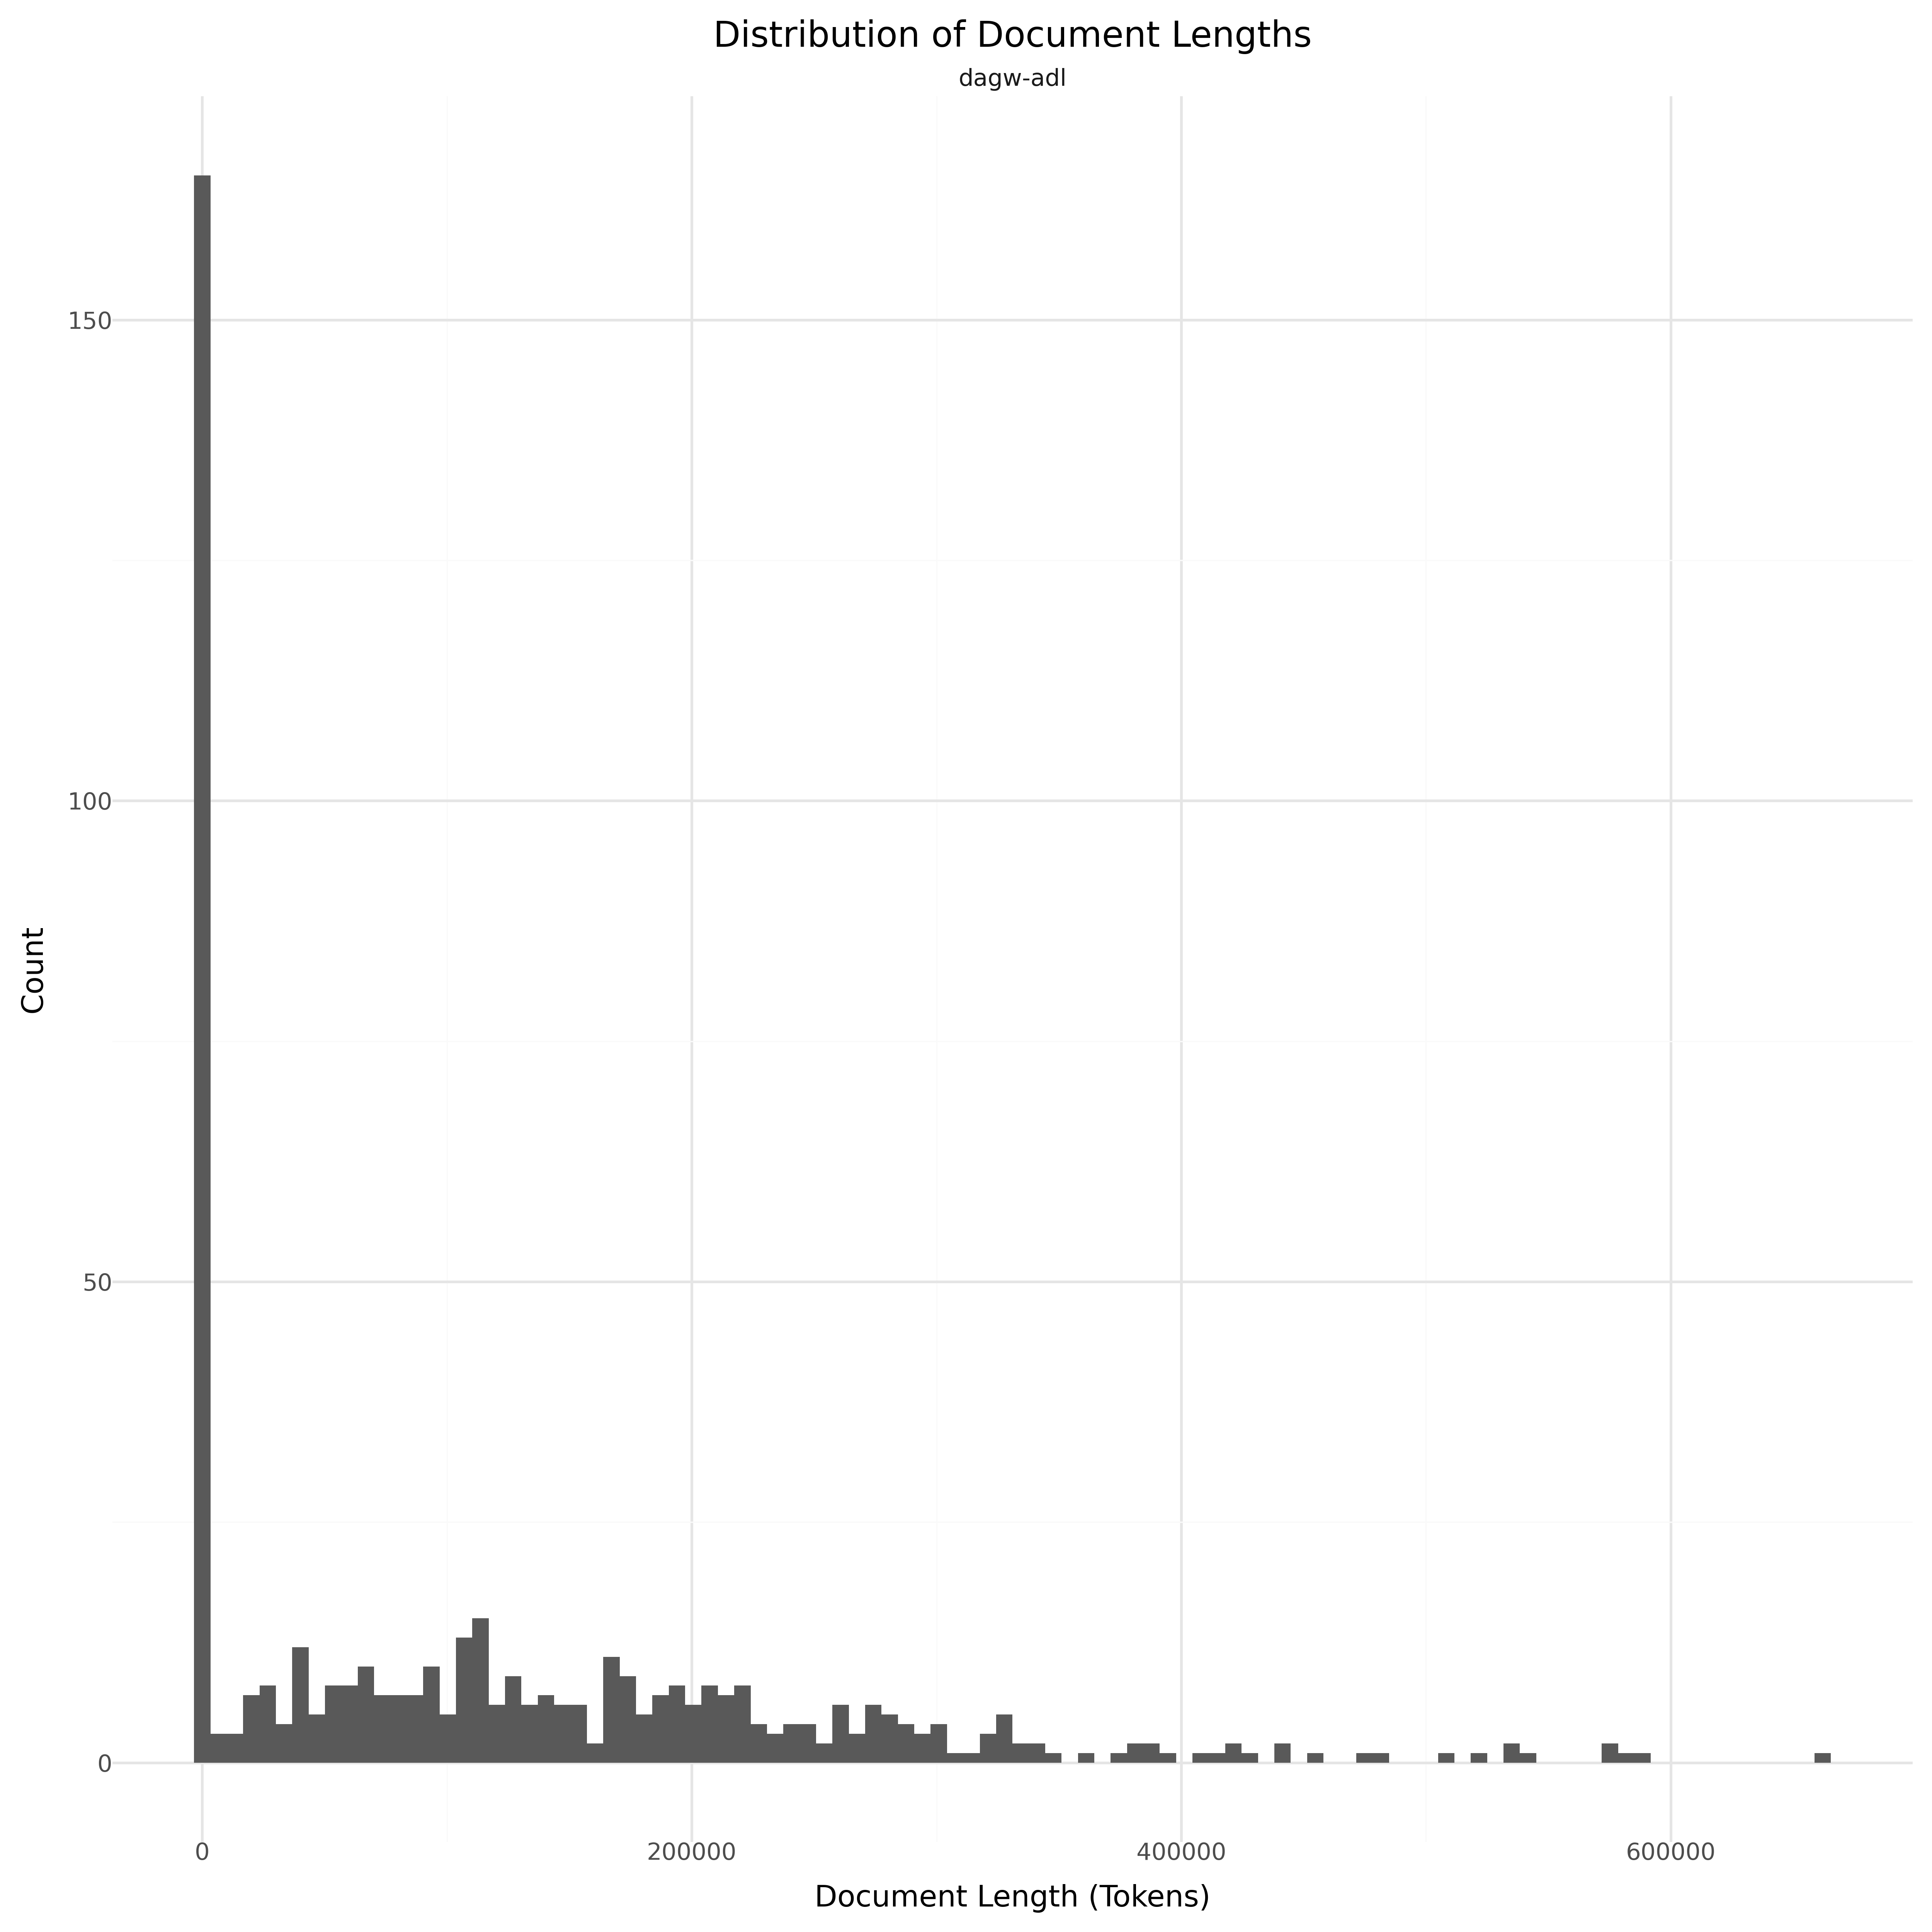 Distribution of Document Lengths
dagw-adl
150
100
50
0
Count
0 200000 400000 600000
Document Length (Tokens)